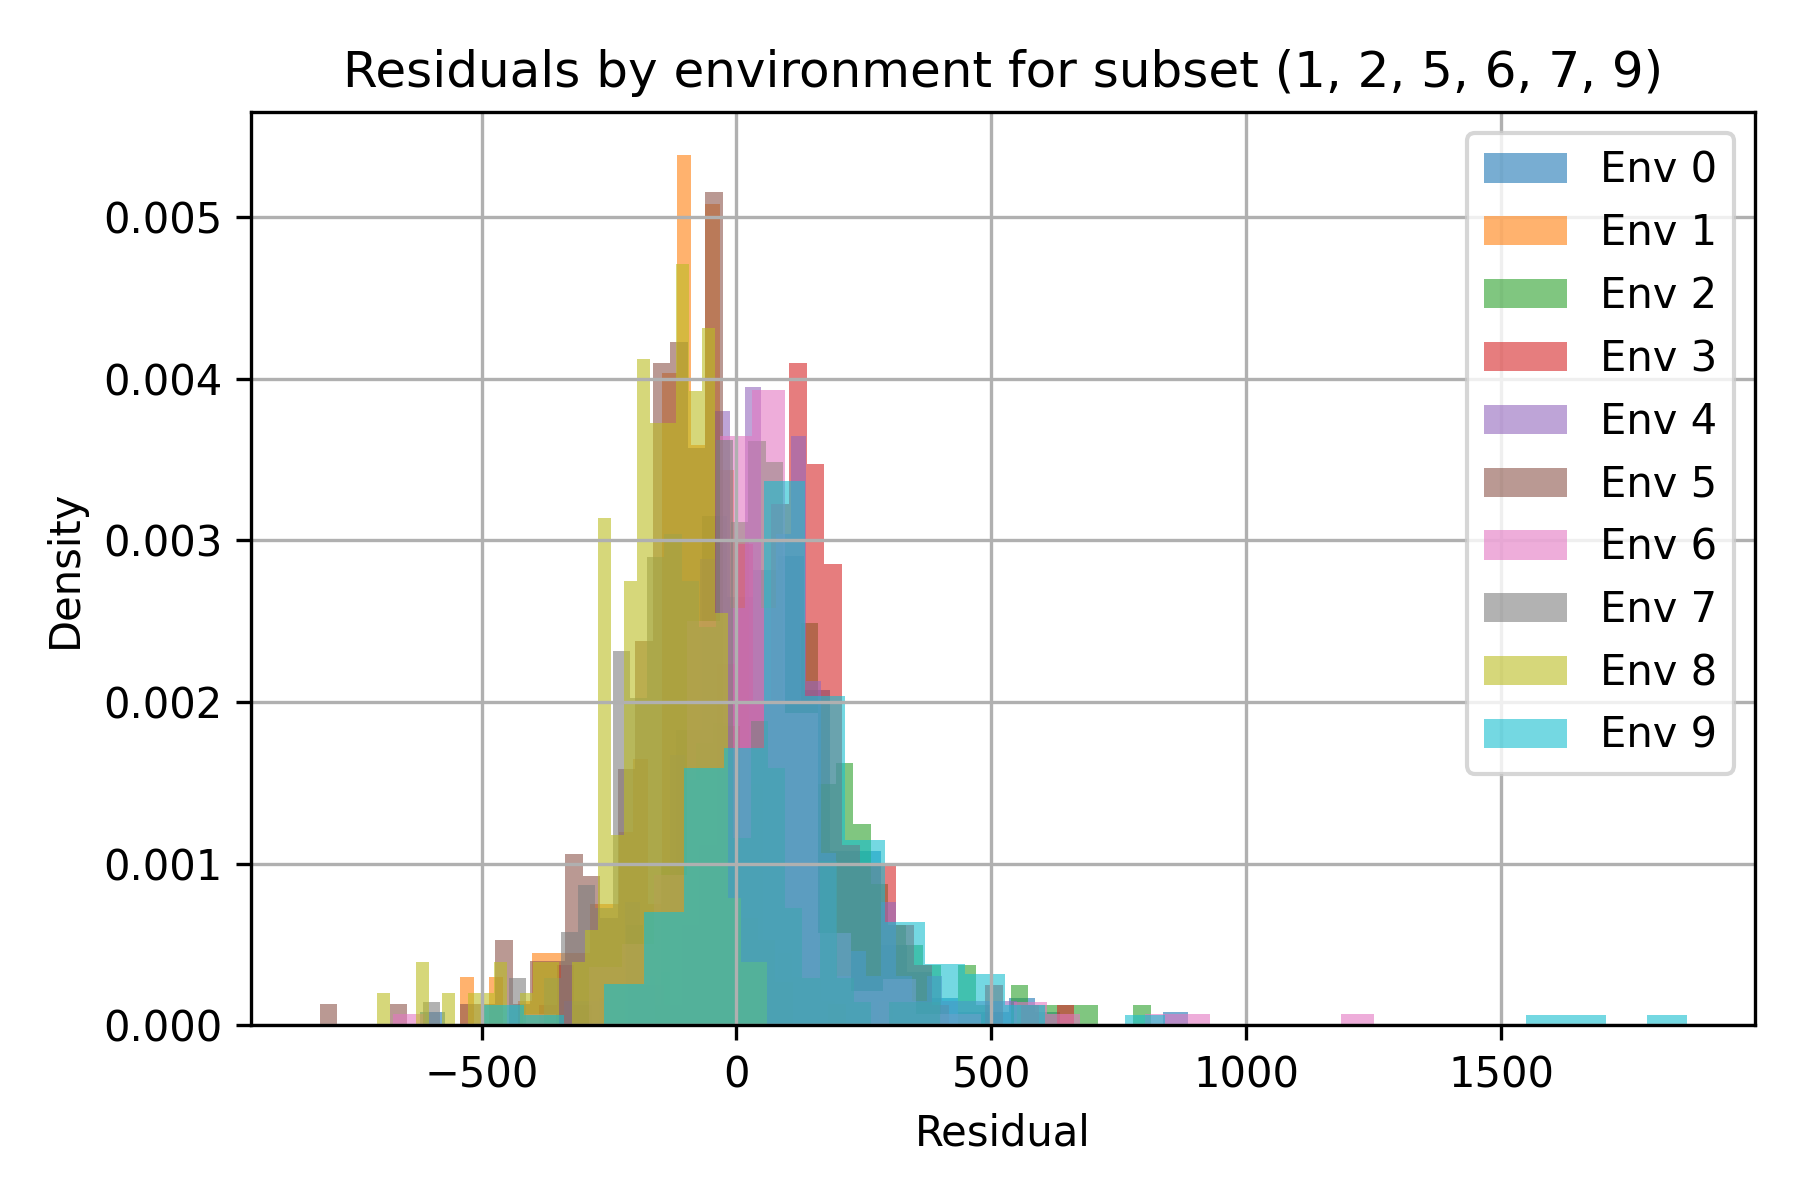 Residuals by environment for subset (1, 2, 5, 6, 7, 9)
Density
0.005
0.004
0.003
0.002
0.001
0.000
−500
0
500
1000
1500
Residual
Env 0
Env 1
Env 2
Env 3
Env 4
Env 5
Env 6
Env 7
Env 8
Env 9